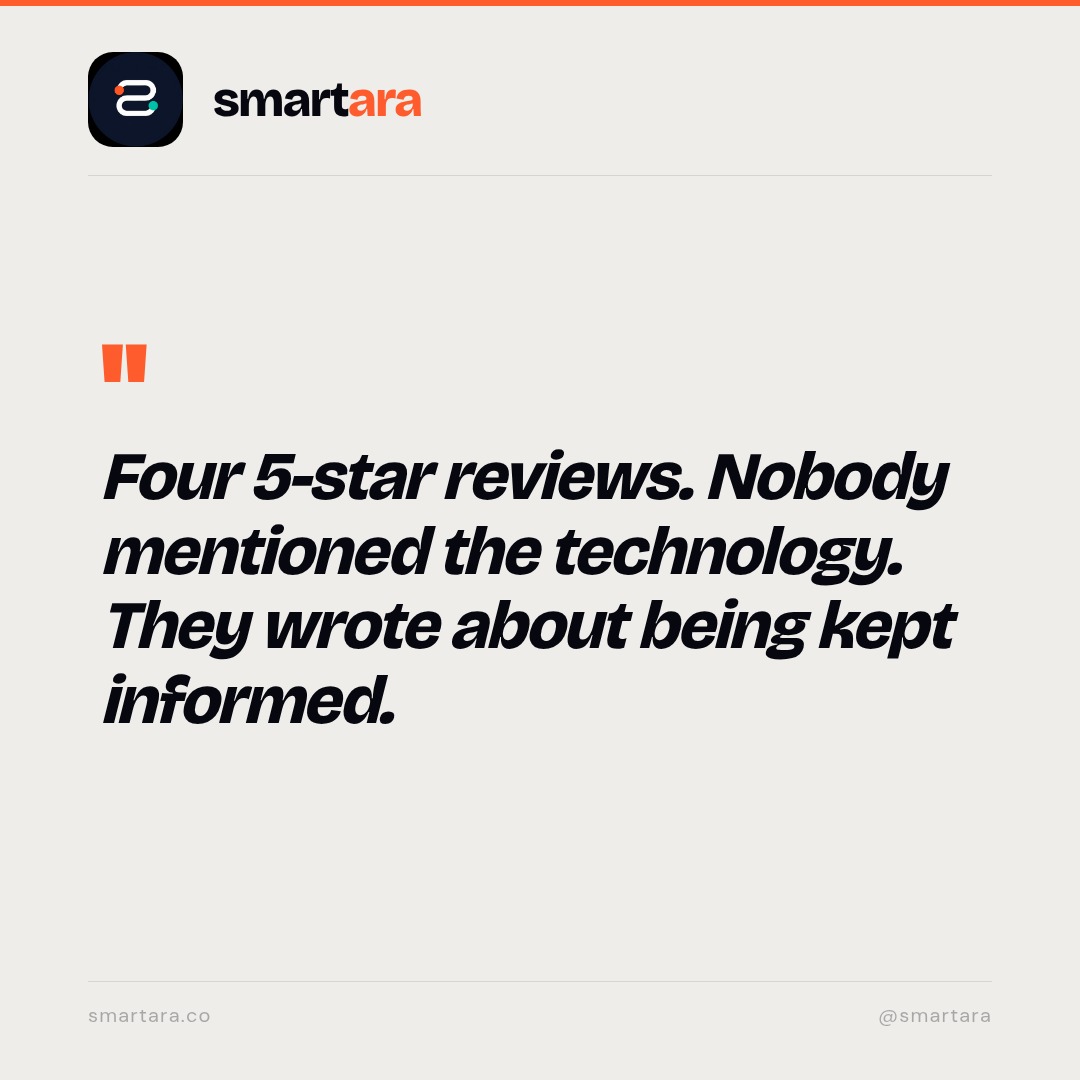 smartara
"
Four 5-star reviews. Nobody
mentioned the technology.
They wrote about being kept
informed.
smartara.co
@smartara